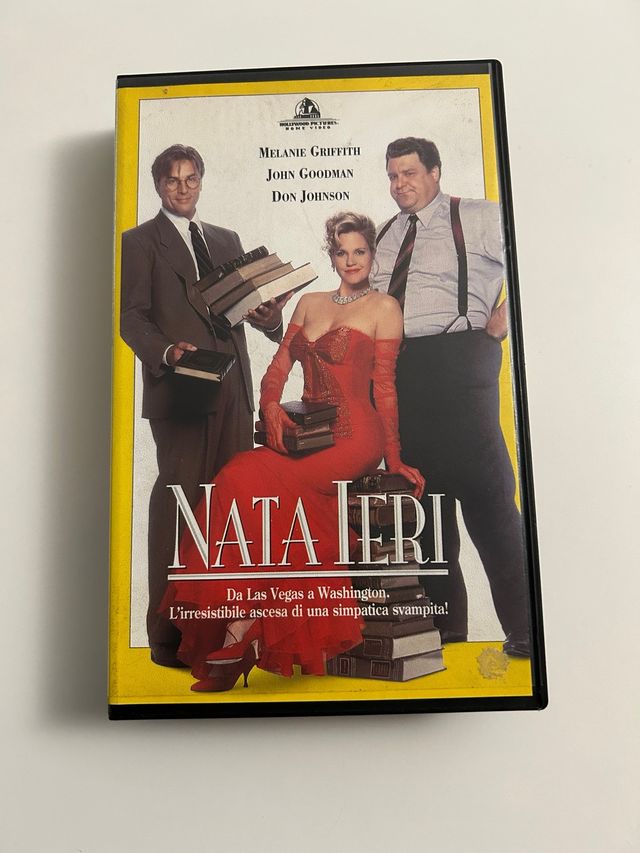 HOLLYWOOD PICTURES
HOME VIDEO
MELANIE GRIFFITH
JOHN GOODMAN
DON JOHNSON
NATA IERI
Da Las Vegas a Washington.
L'irresistibile ascesa di una simpatica svampita!